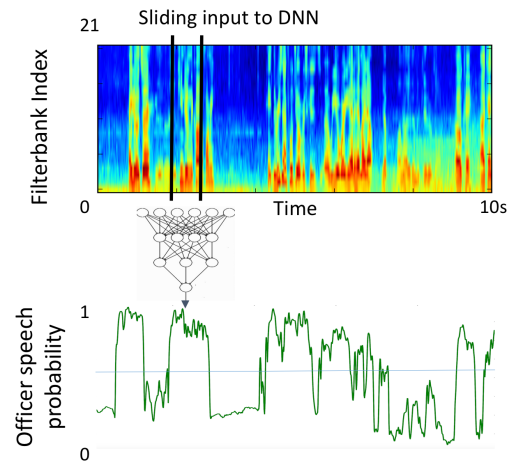 Sliding input to DNN
21
Filterbank Index
0
Time
10s
1
Officer speech
probability
0